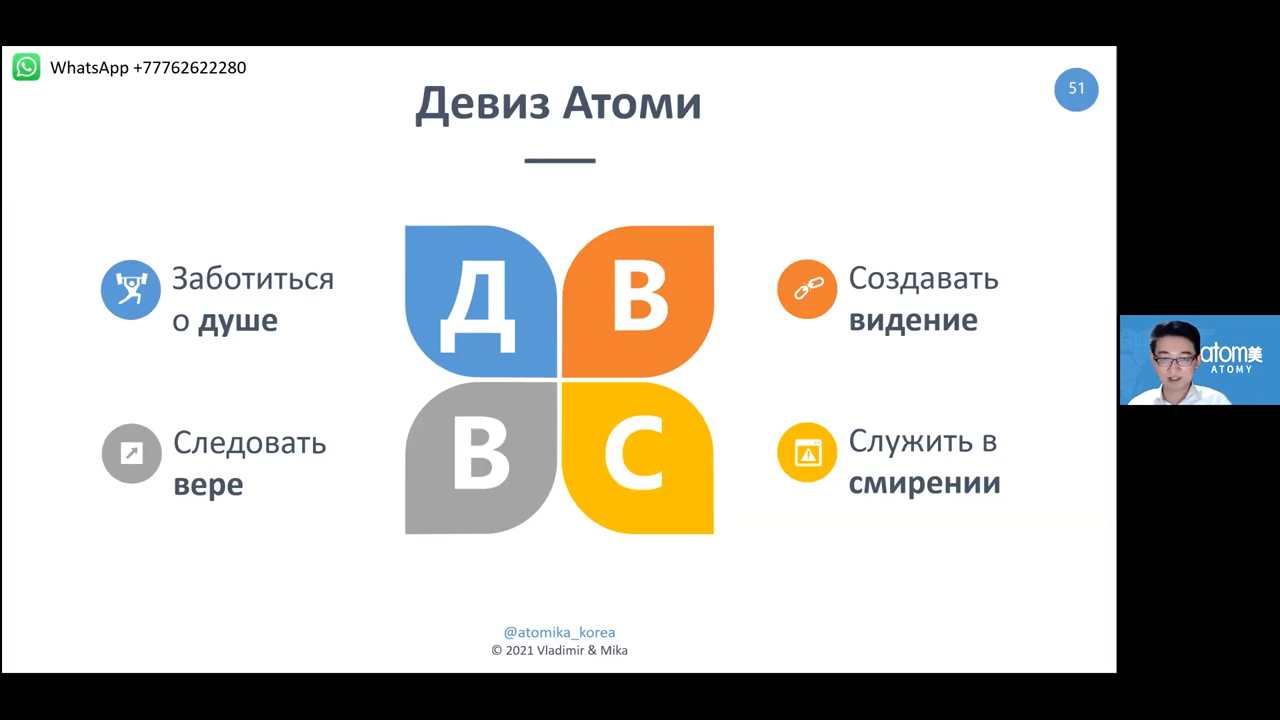 WhatsApp +77762622280
51
Девиз Атоми
Заботиться
о душе
Д
В
Создавать
видение
Следовать
вере
В
С
Служить в
смирении
@atomika_korea
© 2021 Vladimir & Mika
atom美
ATOMY